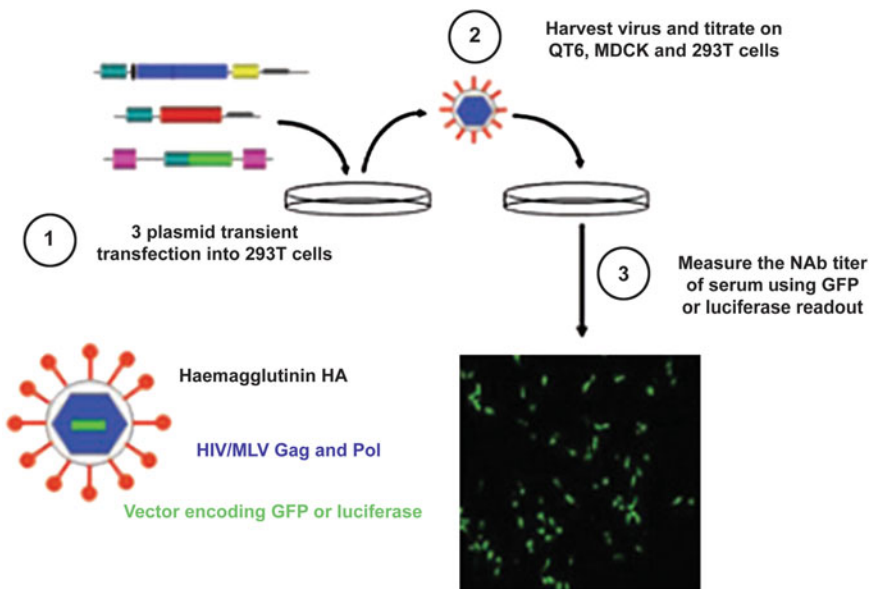 2
Harvest virus and titrate on
QT6, MDCK and 293T cells
1
3 plasmid transient
transfection into 293T cells
3
Measure the NAb titer
of serum using GFP
or luciferase readout
Haemagglutinin HA
HIV/MLV Gag and Pol
Vector encoding GFP or luciferase